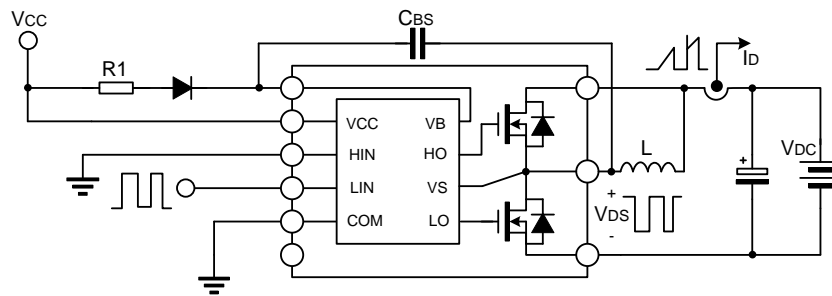 VCC
CBS
R1
ID
VCC VB
HIN HO
LIN VS
COM LO
L
VDC
+
+
VDS
-